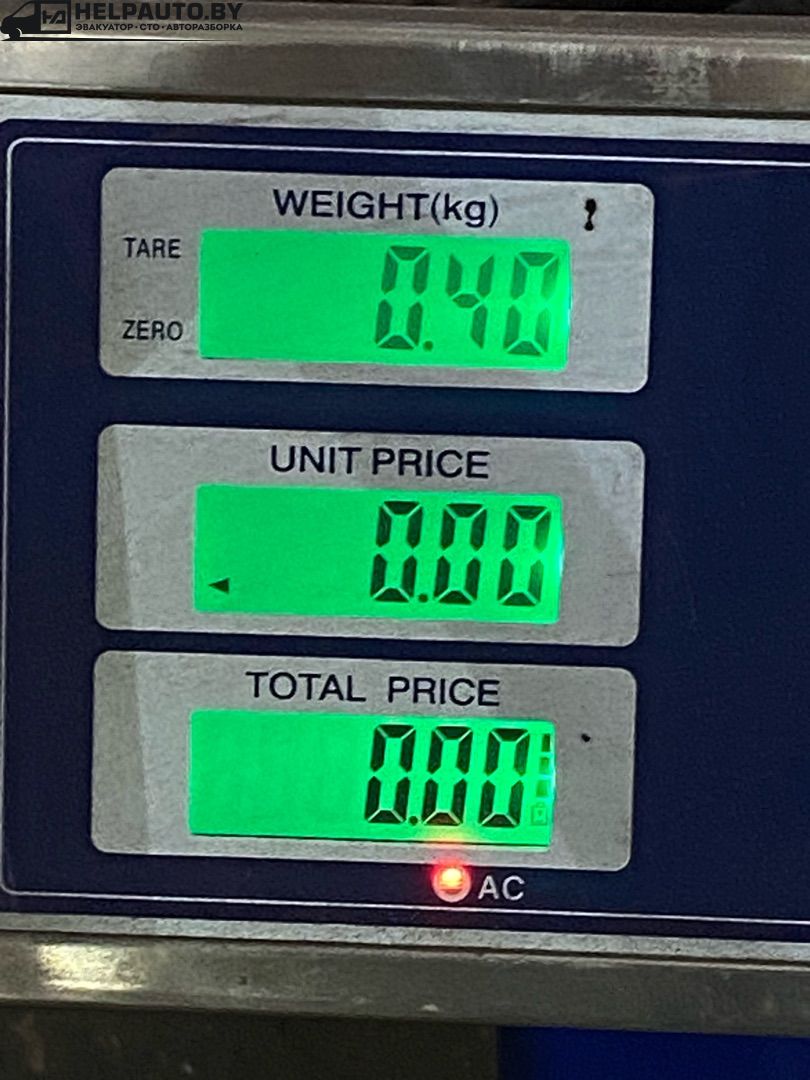 HELPAUTO.BY
ЭВАКУАТОР • СТО • АВТОРАЗБОРКА
WEIGHT(kg)
TARE
0.40
ZERO
UNIT PRICE
0.00
TOTAL PRICE
0.00
AC